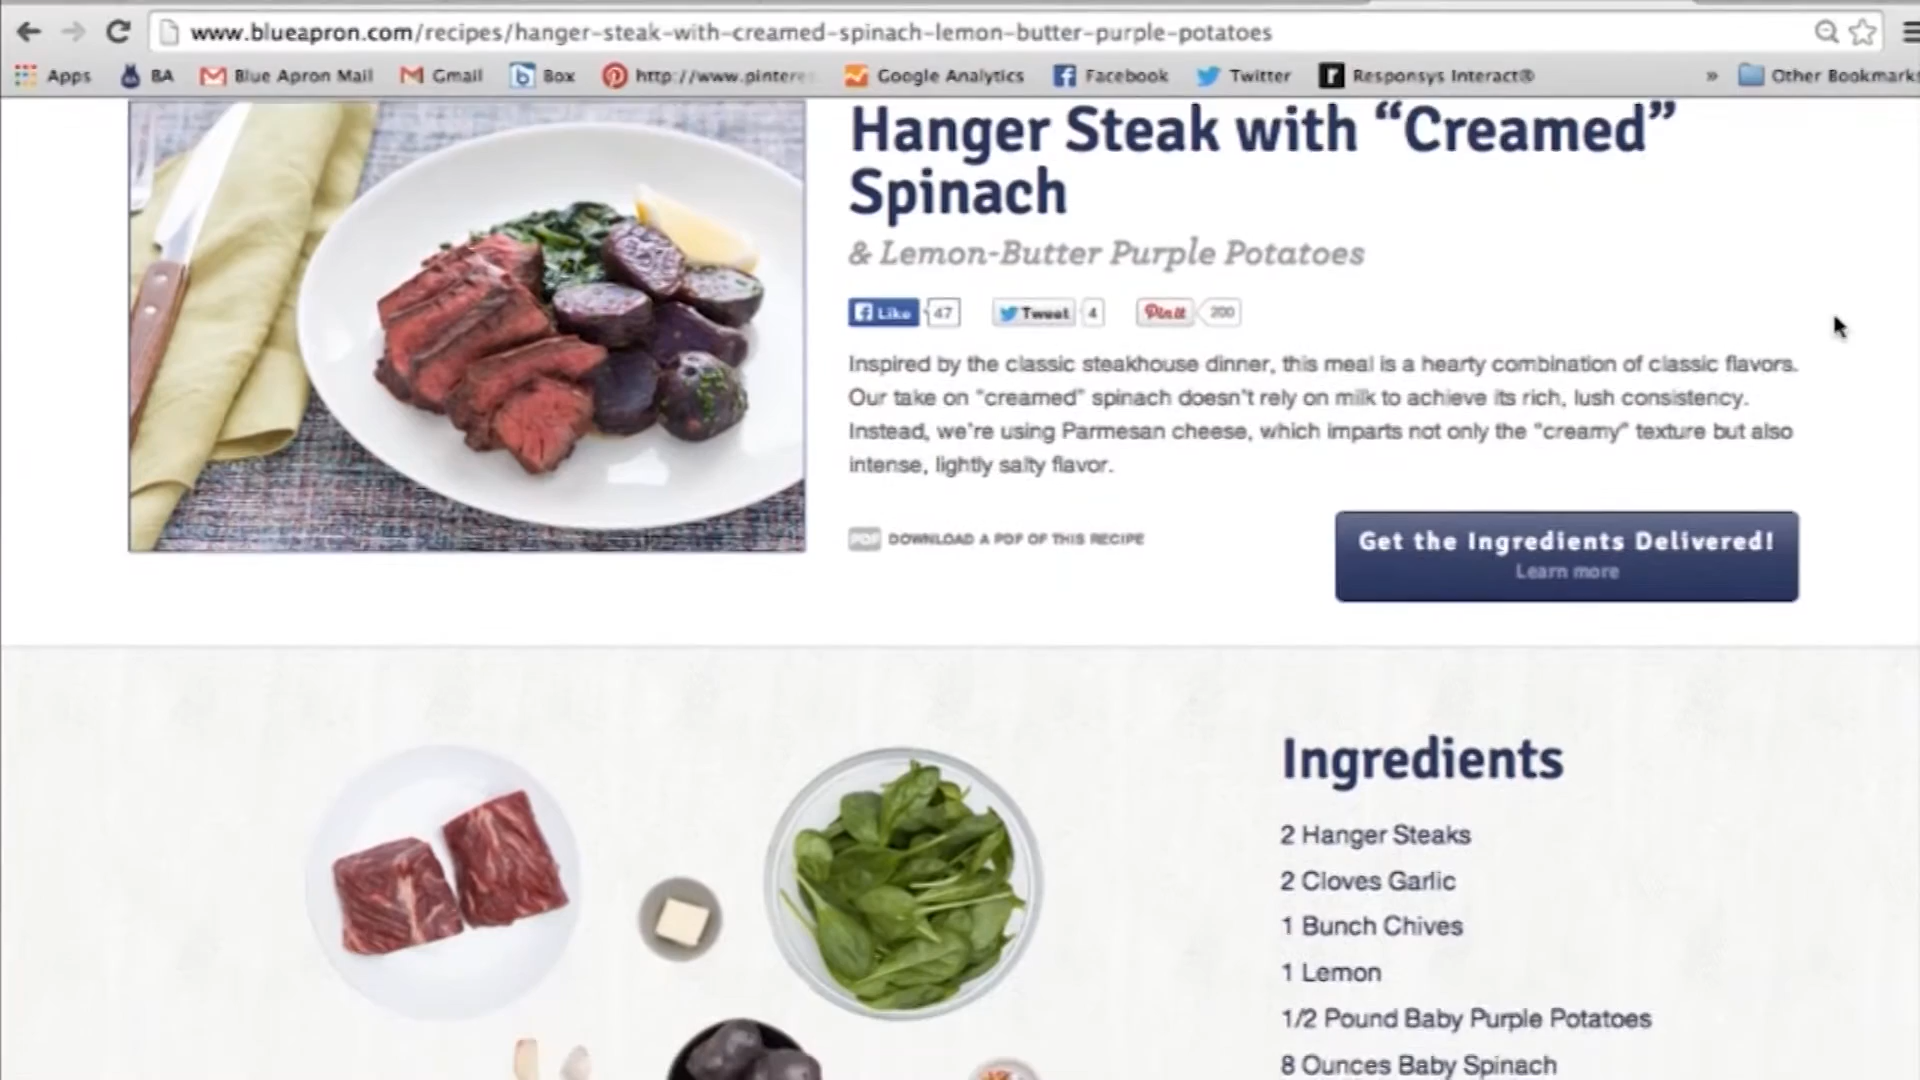 www.blueapron.com/recipes/hanger-steak-with-creamed-spinach-lemon-butter-purple-potatoes
Apps BA Blue Apron Mail Gmail Box http://www.pinteres Google Analytics Facebook Twitter Responsys Interact® » Other Bookmarks
Hanger Steak with “Creamed”
Spinach
& Lemon-Butter Purple Potatoes
Like 47 Tweet 4 Pin it 200
Inspired by the classic steakhouse dinner, this meal is a hearty combination of classic flavors.
Our take on "creamed" spinach doesn't rely on milk to achieve its rich, lush consistency.
Instead, we're using Parmesan cheese, which imparts not only the "creamy" texture but also
intense, lightly salty flavor.
PDF DOWNLOAD A PDF OF THIS RECIPE
Get the Ingredients Delivered!
Learn more
Ingredients
2 Hanger Steaks
2 Cloves Garlic
1 Bunch Chives
1 Lemon
1/2 Pound Baby Purple Potatoes
8 Ounces Baby Spinach